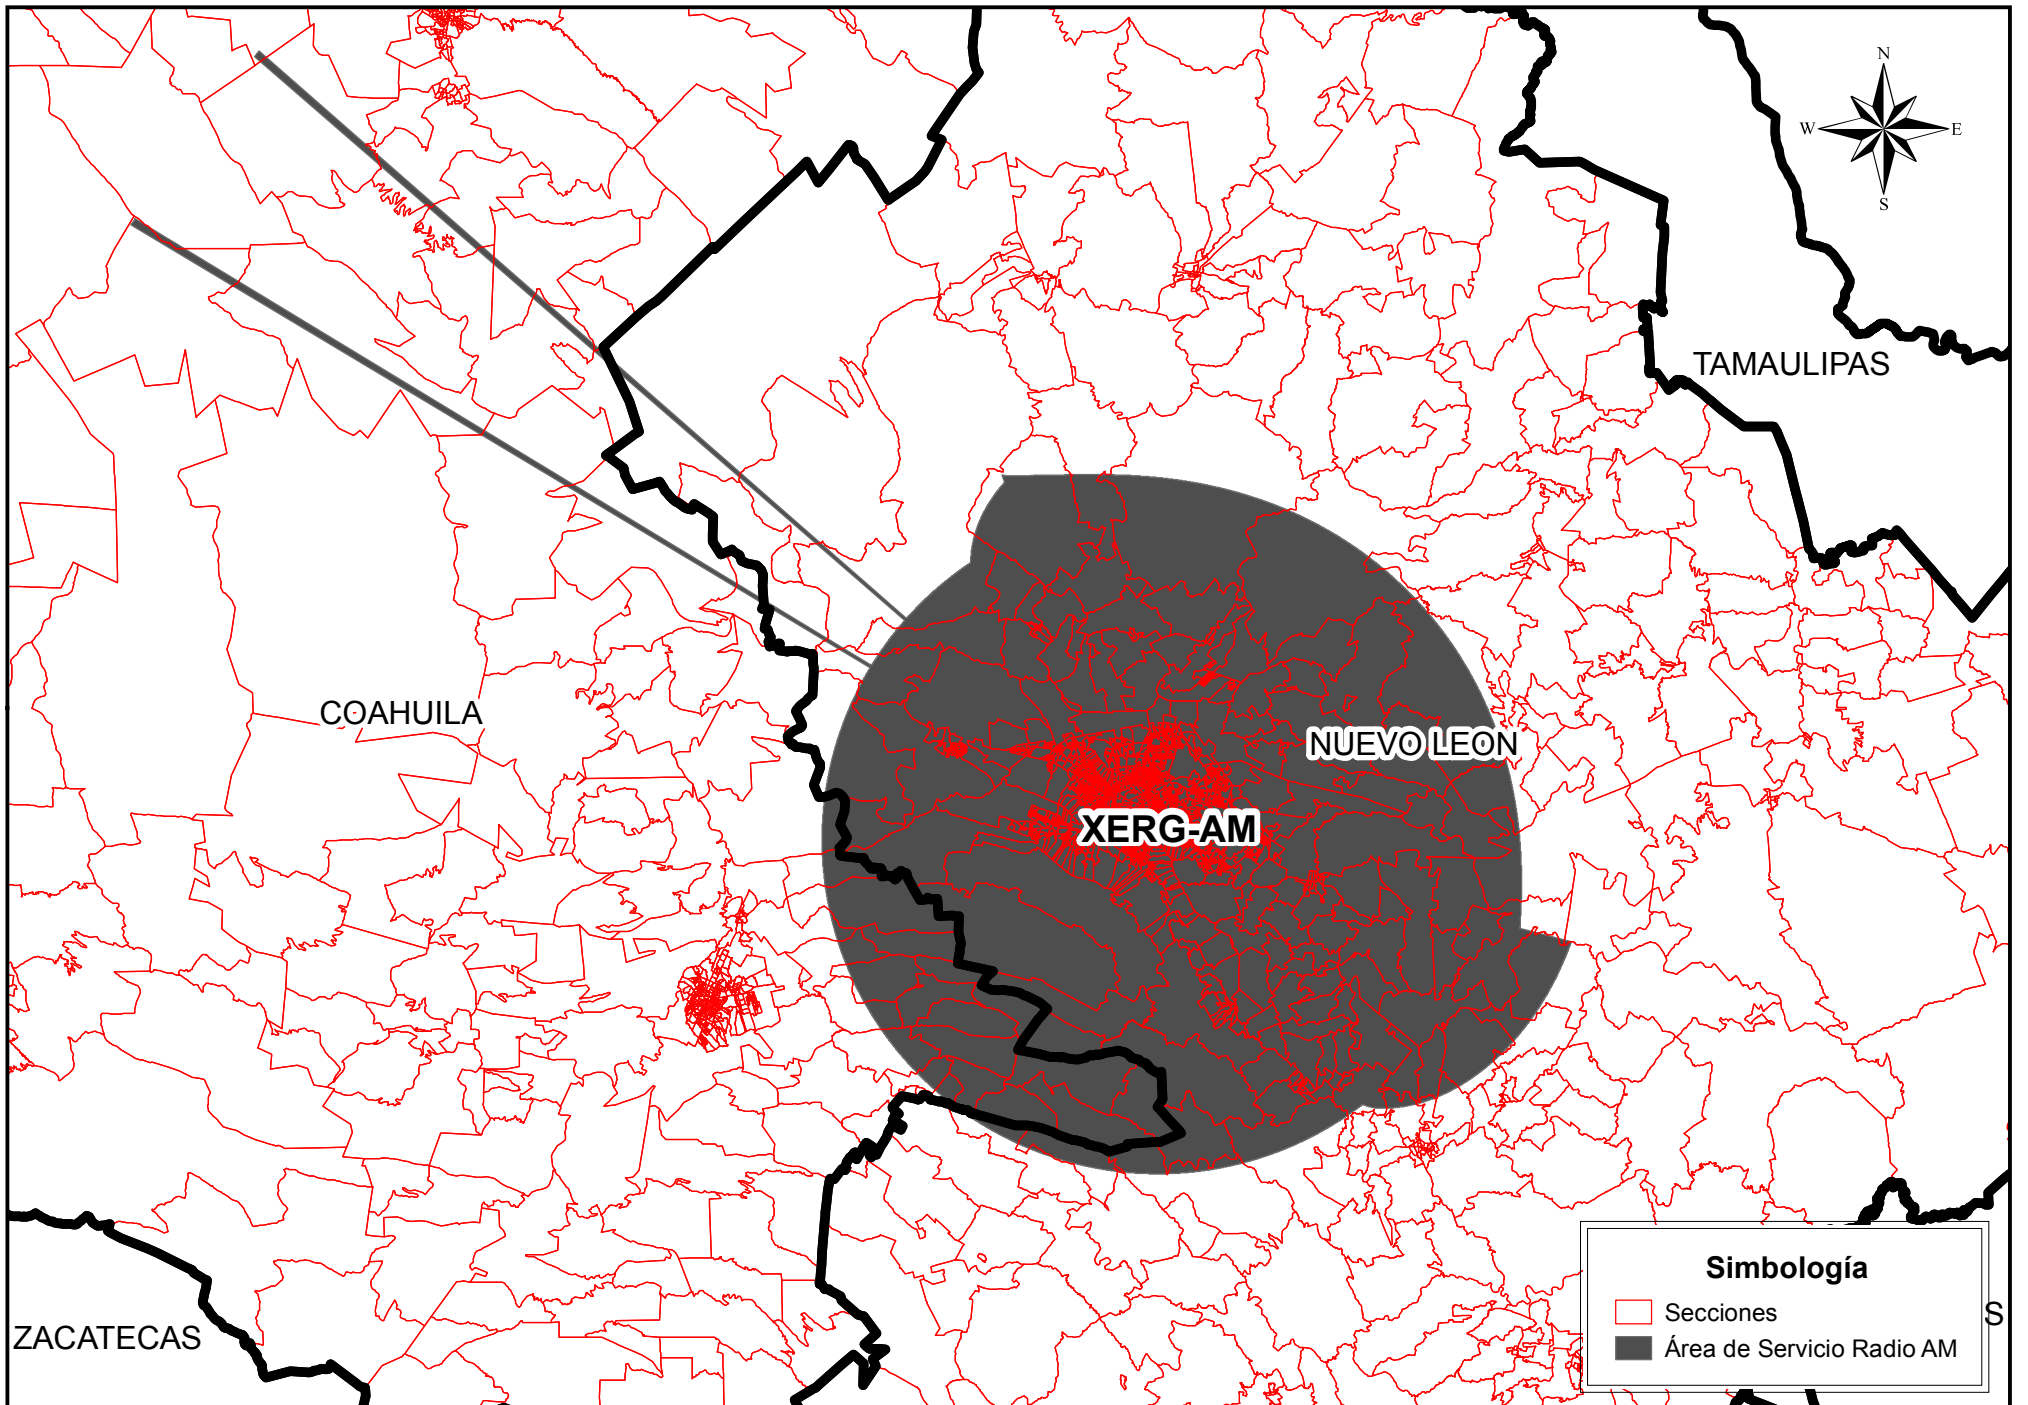 N
W E
S
TAMAULIPAS
COAHUILA
NUEVO LEON
XERG-AM
Simbología
Secciones
S
Área de Servicio Radio AM
ZACATECAS